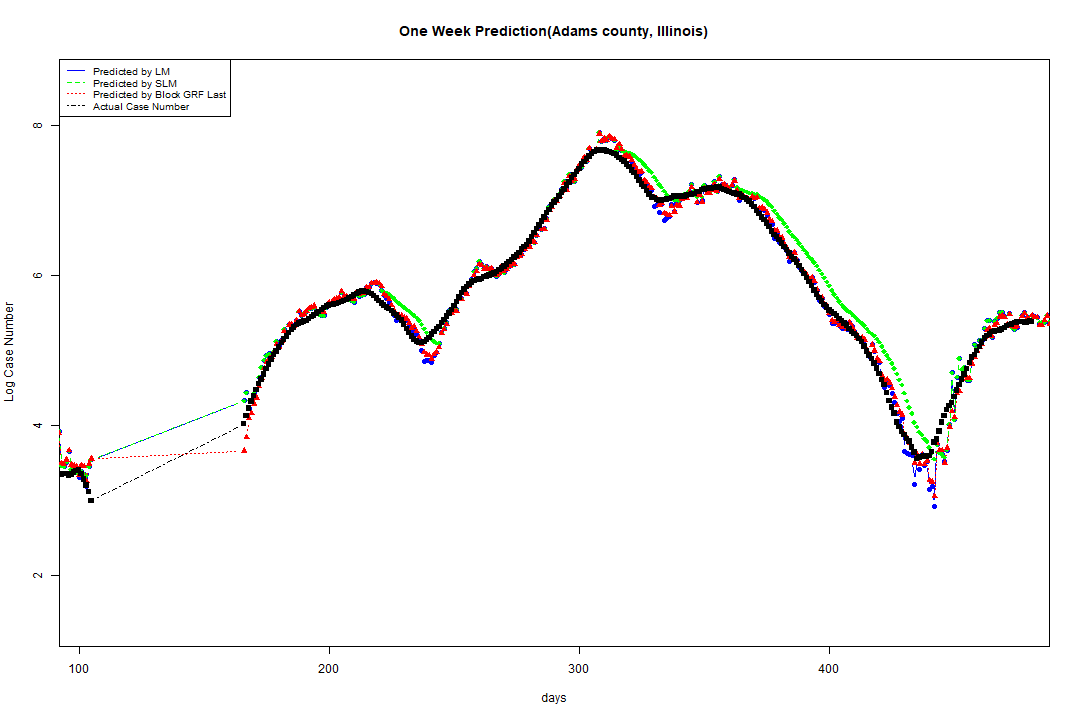 One Week Prediction(Adams county, Illinois)
Predicted by LM
Predicted by SLM
Predicted by Block GRF Last
Actual Case Number
8
6
4
2
Log Case Number
100 200 300 400
days